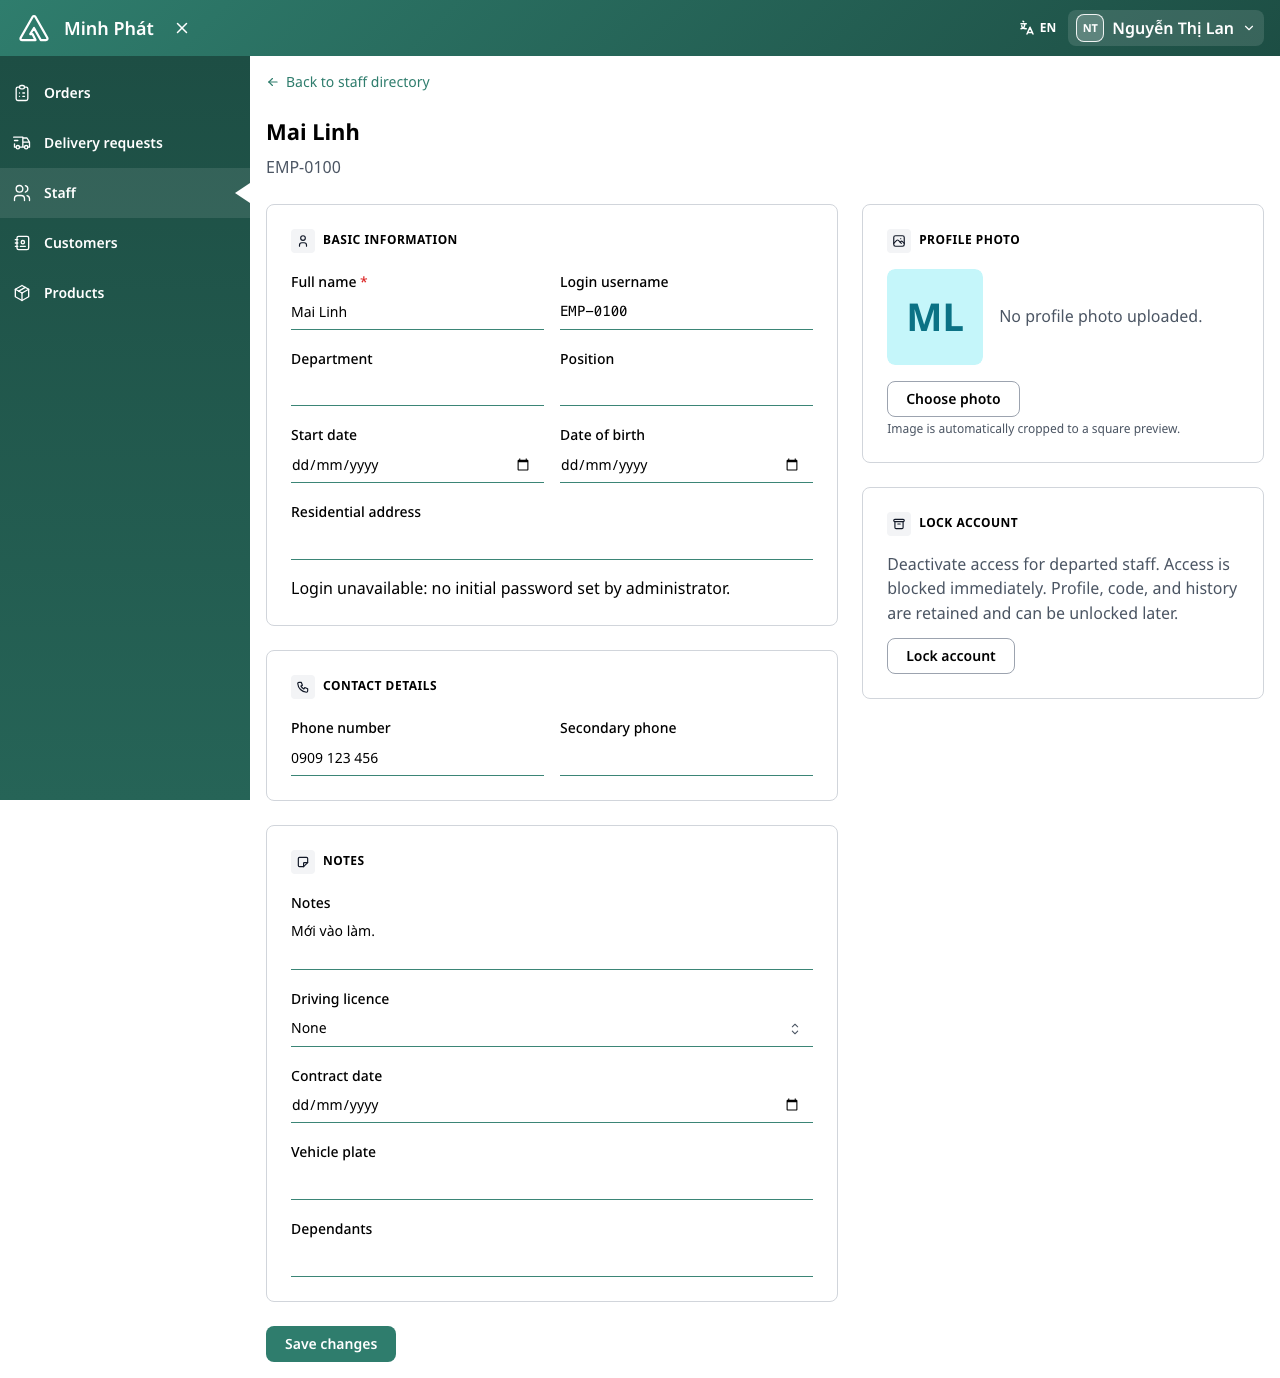 Minh Phát
EN
NT
Nguyễn Thị Lan
Orders
Delivery requests
Staff
Customers
Products
Back to staff directory
Mai Linh
EMP-0100
BASIC INFORMATION
Full name *
Login username
Mai Linh
EMP-0100
Department
Position
Start date
Date of birth
dd/mm/yyyy
dd/mm/yyyy
Residential address
Login unavailable: no initial password set by administrator.
CONTACT DETAILS
Phone number
Secondary phone
0909 123 456
NOTES
Notes
Mới vào làm.
Driving licence
None
Contract date
dd/mm/yyyy
Vehicle plate
Dependants
Save changes
PROFILE PHOTO
ML
No profile photo uploaded.
Choose photo
Image is automatically cropped to a square preview.
LOCK ACCOUNT
Deactivate access for departed staff. Access is
blocked immediately. Profile, code, and history
are retained and can be unlocked later.
Lock account